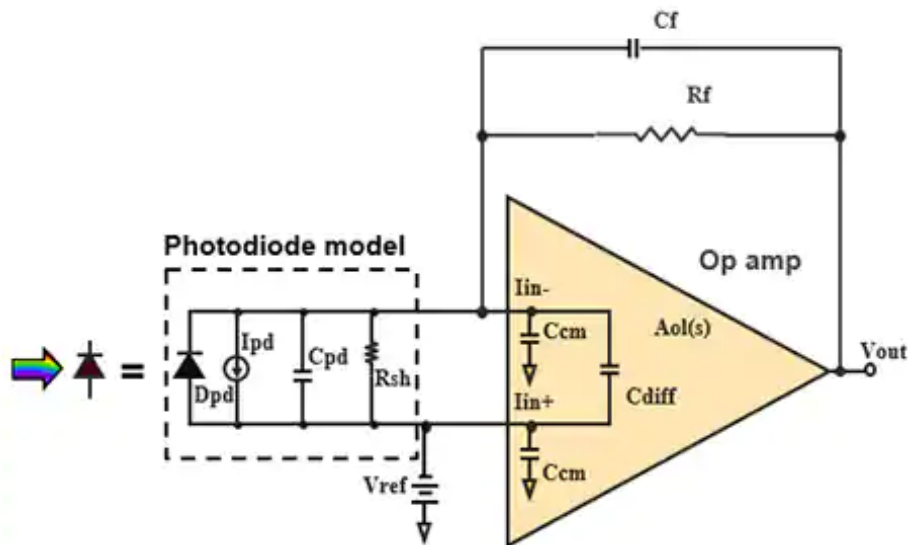 Cf
Rf
Photodiode model
Op amp
Iin-
Ipd
Cpd
Ccm
Aol(s)
Vout
=
Rsh
Dpd
Cdiff
Iin+
Vref
Ccm